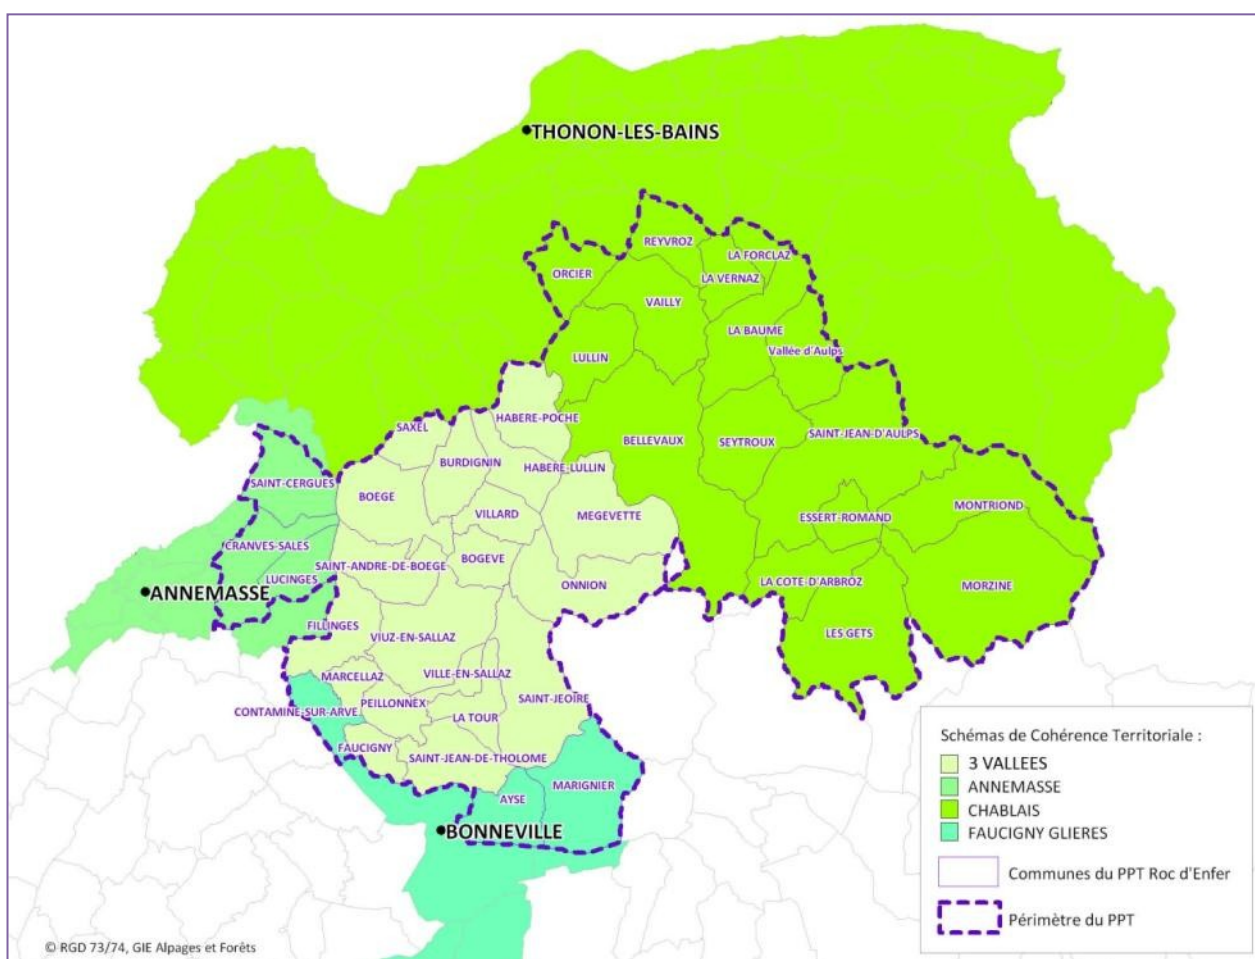 THONON-LES-BAINS
REYVROZ
LA FORCLAZ
ORCIER
LA VERNAZ
VAILLY
LA BAUME
Vallée d'Aulps
LULLIN
HABERE-POCHE
SAXEL
BELLEVAUX
SEYTROUX
SAINT-JEAN-D'AULPS
BURDIGNIN
HABERE-LULLIN
SAINT-CERGUES
BOEGE
VILLARD
MEGEVETTE
ESSERT-ROMAND
MONTRIOND
CRANVES-SALES
SAINT-ANDRE-DE-BOEGE
BOGEVE
LUCINGES
ONNION
LA COTE-D'ARBROZ
MORZINE
ANNEMASSE
FILLINGES
VIUZ-EN-SALLAZ
LES GETS
MARCELLAZ
VILLE-EN-SALLAZ
PEILLONNEX
SAINT-JEOIRE
CONTAMINE-SUR-ARVE
LA TOUR
FAUCIGNY
SAINT-JEAN-DE-THOLOME
MARIGNIER
AYSE
BONNEVILLE
Schémas de Cohérence Territoriale :
3 VALLEES
ANNEMASSE
CHABLAIS
FAUCIGNY GLIERES
Communes du PPT Roc d'Enfer
Périmètre du PPT
© RGD 73/74, GIE Alpages et Forêts